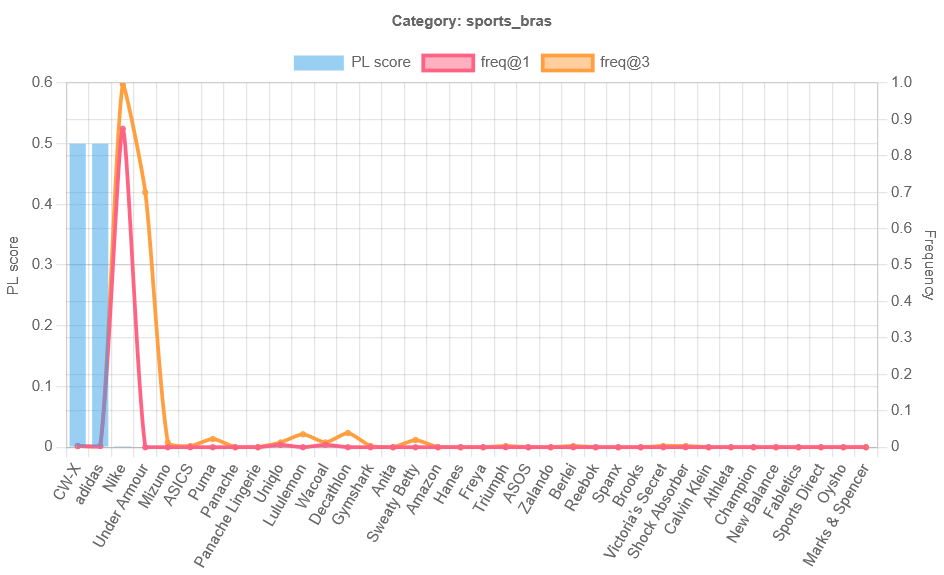 Category: sports_bras
PL score freq@1 freq@3
0.6 1.0
0.9
0.5
0.8
0.4 0.7
0.6
0.3 0.5
0.4
0.2
0.3
0.2
0.1
0.1
0 0
PL score
Frequency
CW-X
adidas
Nike
Under Armour
Mizuno
ASICS
Puma
Panache
Panache Lingerie
Uniqlo
Lululemon
Wacoal
Decathlon
Gymshark
Anita
Sweaty Betty
Amazon
Hanes
Freya
Triumph
ASOS
Zalando
Berlei
Reebok
Spanx
Brooks
Victoria's Secret
Shock Absorber
Calvin Klein
Athleta
Champion
New Balance
Fabletics
Sports Direct
Oysho
Marks & Spencer